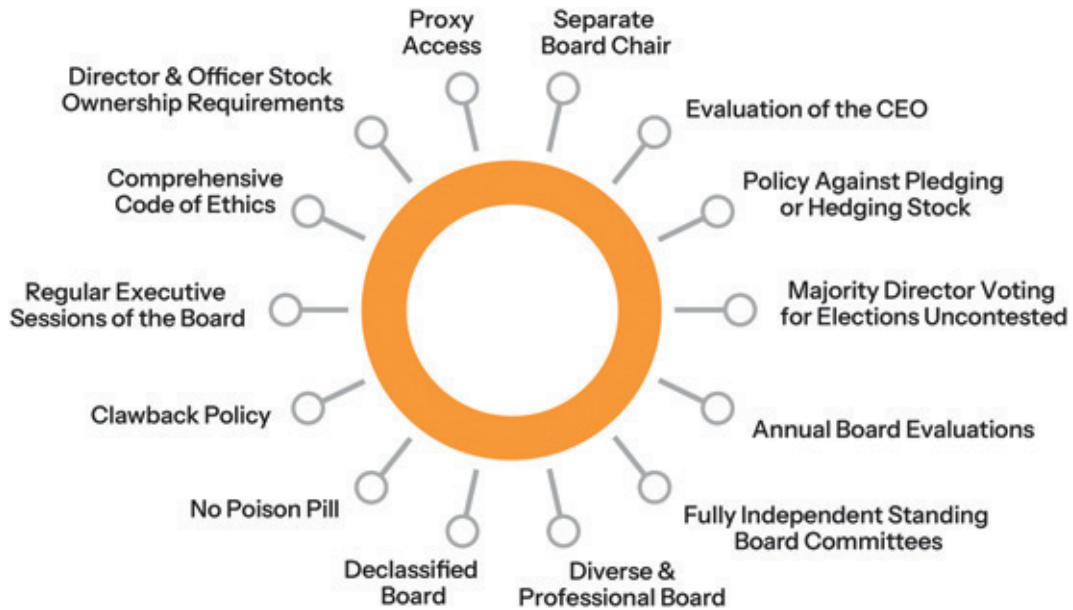 Proxy
Access
Separate
Board Chair
Evaluation of the CEO
Policy Against Pledging
or Hedging Stock
Majority Director Voting
for Elections Uncontested
Annual Board Evaluations
Fully Independent Standing
Board Committees
Diverse &
Professional Board
Declassified
Board
No Poison Pill
Clawback Policy
Regular Executive
Sessions of the Board
Comprehensive
Code of Ethics
Director & Officer Stock
Ownership Requirements